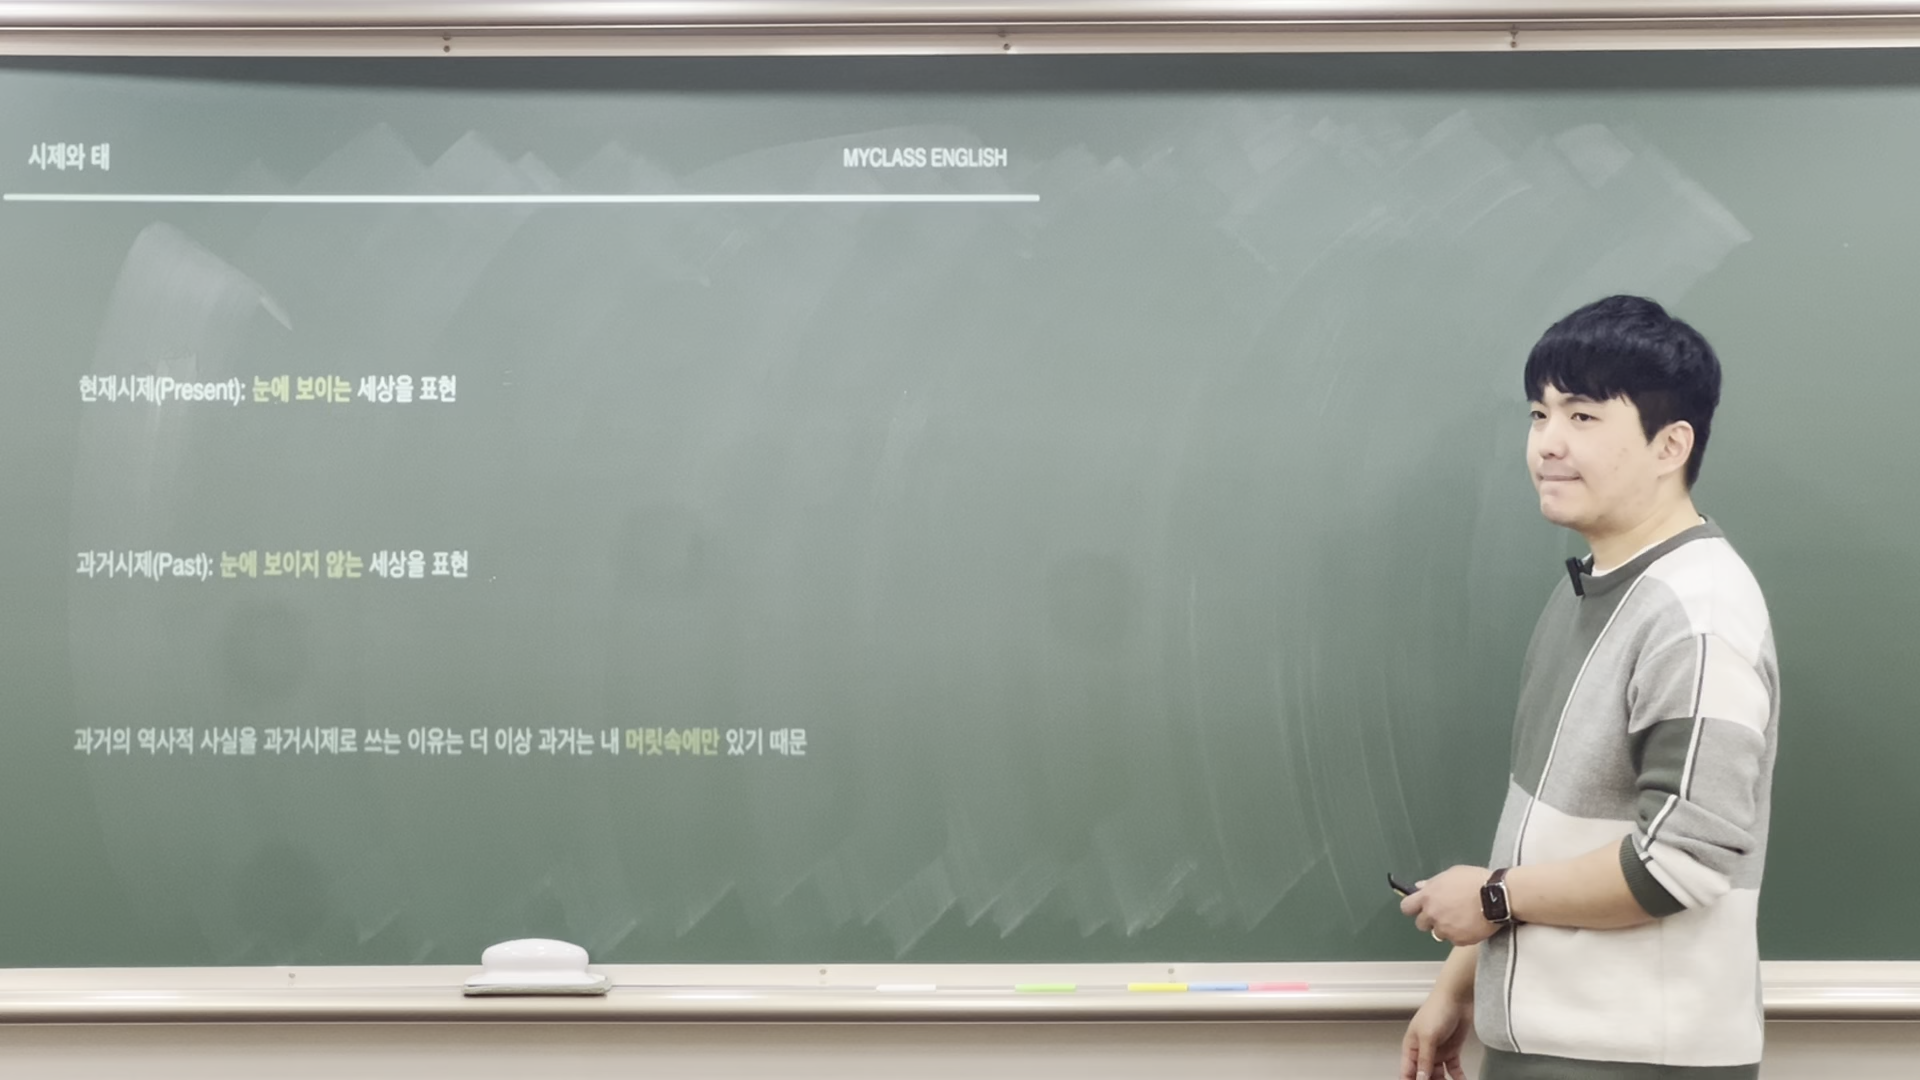 시제와 태
MYCLASS ENGLISH
현재시제(Present): 눈에 보이는 세상을 표현
과거시제(Past): 눈에 보이지 않는 세상을 표현
과거의 역사적 사실을 과거시제로 쓰는 이유는 더 이상 과거는 내 머릿속에만 있기 때문